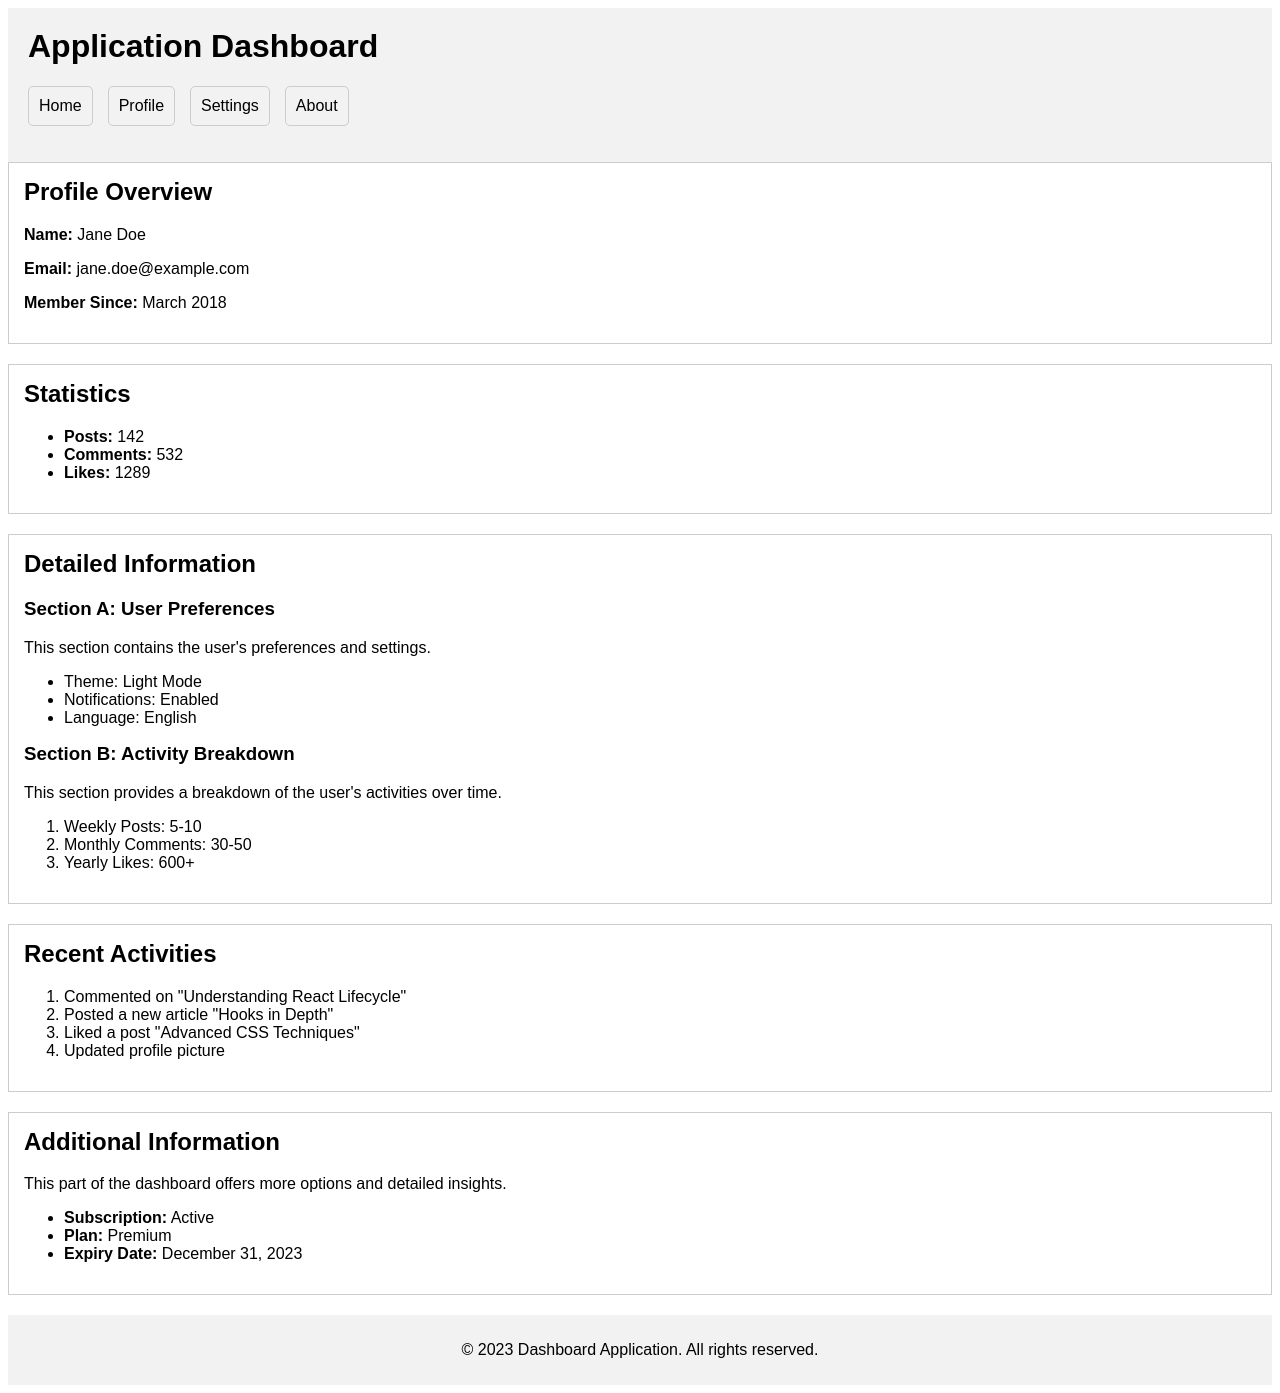 Application Dashboard
Home Profile Settings About
Profile Overview
Name: Jane Doe
Email: jane.doe@example.com
Member Since: March 2018
Statistics
• Posts: 142
• Comments: 532
• Likes: 1289
Detailed Information
Section A: User Preferences
This section contains the user's preferences and settings.
• Theme: Light Mode
• Notifications: Enabled
• Language: English
Section B: Activity Breakdown
This section provides a breakdown of the user's activities over time.
1. Weekly Posts: 5-10
2. Monthly Comments: 30-50
3. Yearly Likes: 600+
Recent Activities
1. Commented on "Understanding React Lifecycle"
2. Posted a new article "Hooks in Depth"
3. Liked a post "Advanced CSS Techniques"
4. Updated profile picture
Additional Information
This part of the dashboard offers more options and detailed insights.
• Subscription: Active
• Plan: Premium
• Expiry Date: December 31, 2023
© 2023 Dashboard Application. All rights reserved.